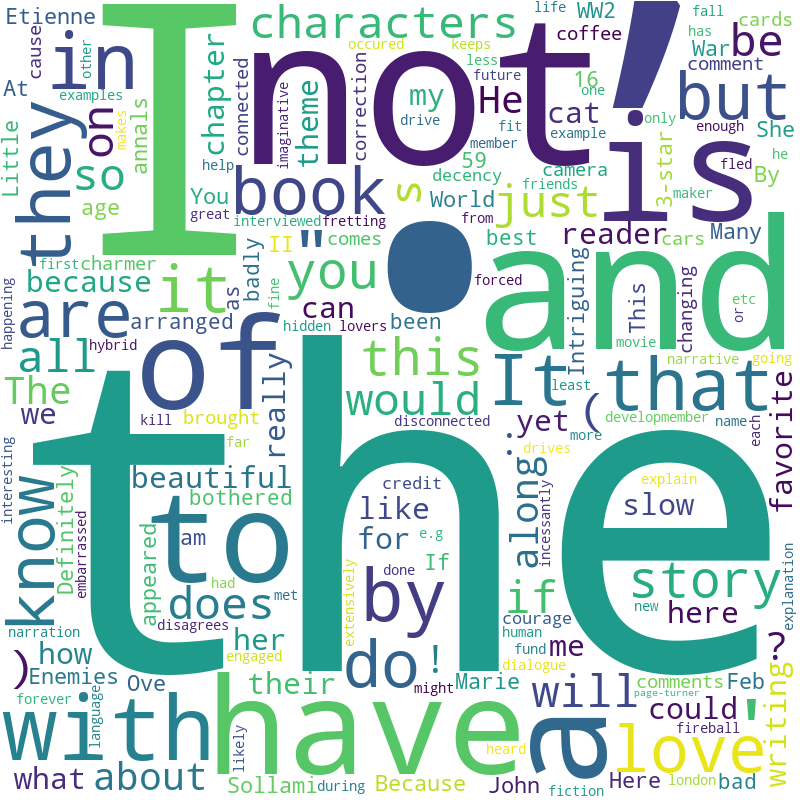 Etienne
I
characters
life
WW2
fall
has
cards
cause
other
in
not
'
occured
keeps
coffee
War
be
At
examples
chapter
connected
imaginative
theme
my
correction
less
future
He
16
one
comment
but
they
on
makes
annals
drive
fit
cat
example
only
enough
She
he
Little
so
You
help
book
59
member
decency
camera
is
3-star
By
fled
age
great
interviewed
fretting
s
World
just
friends
maker
II
"
comes
from
best
reader
cars
Many
first
charmer
it
badly
you
.
forced
and
because
fine
Intriguing
This
changing
or
etc
happening
are
arranged
as
can
hidden
lovers
been
movie
hybrid
of
this
It
that
narrative
going
all
really
would
least
The
we
kill
brought
disconnected
yet
(
developmember
name
favorite
far
the
:
drives
more
each
interesting
know
beautiful
credit
along
explain
Definitely
bothered
to
like
slow
embarrassed
am
for
e.g
If
incessantly
appeared
had
does
met
extensively
done
by
if
story
new
here
explanation
narration
disagrees
her
courage
human
me
?
)
how
engaged
do
!
fund
Enemies
their
might
Marie
dialogue
comments
Feb
writing
forever
Ove
language
will
page-turner
with
have
a
could
'
fireball
likely
heard
love
what
about
Sollami
during
Because
John
fiction
Here
london
bad